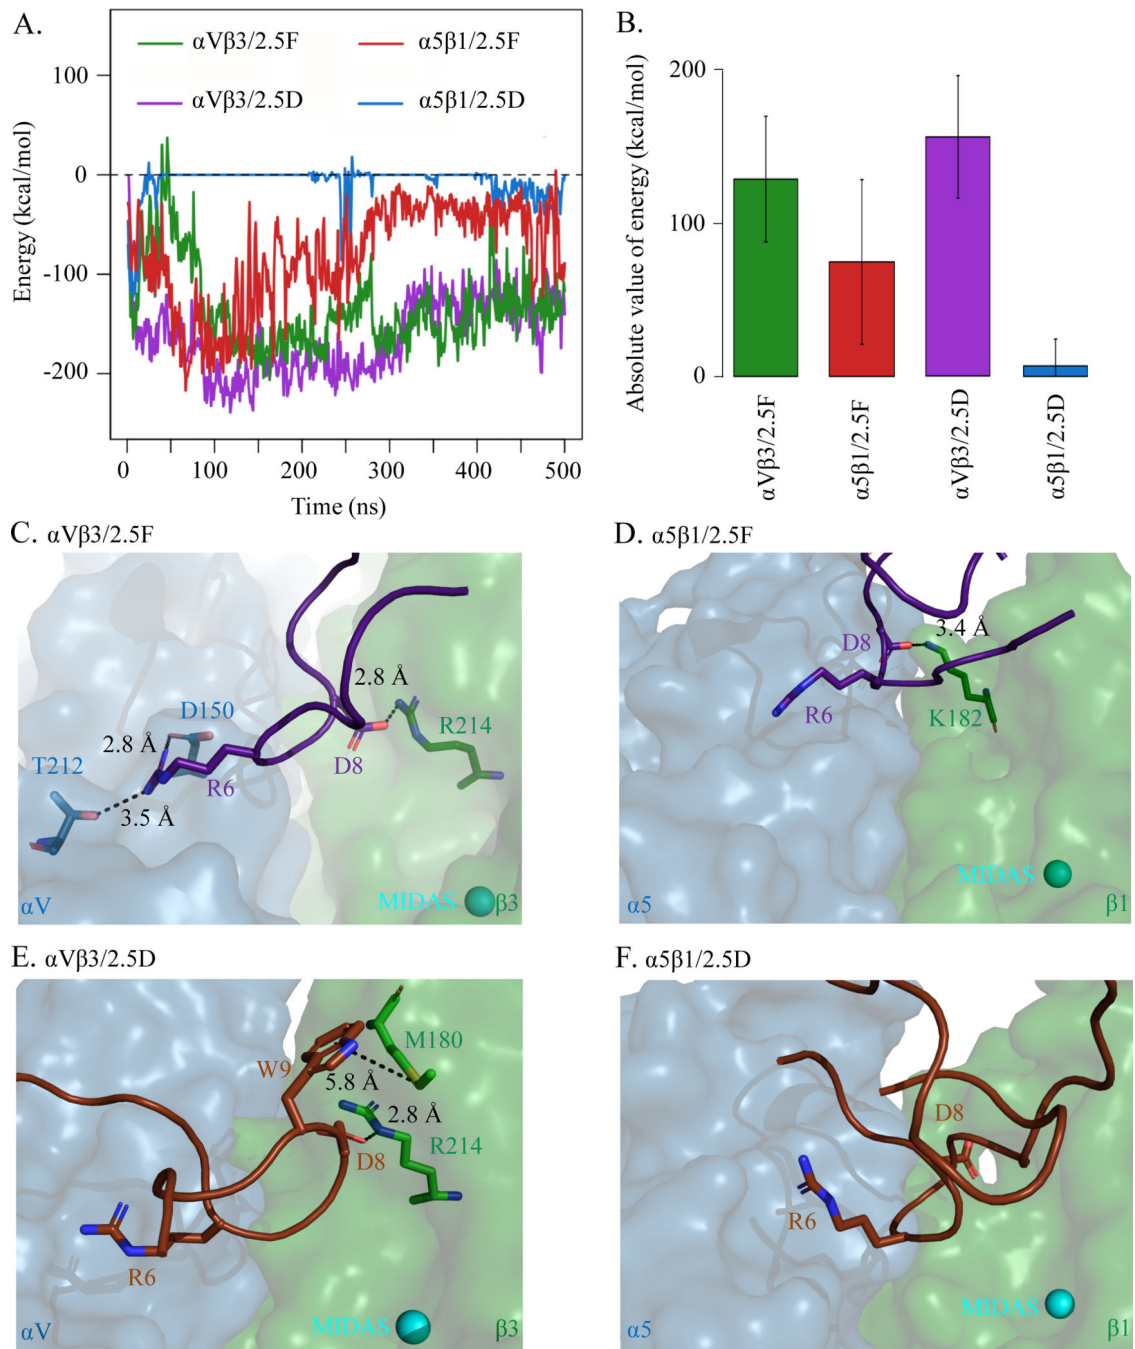 A.
αVβ3/2.5F
α5β1/2.5F
αVβ3/2.5D
α5β1/2.5D
Energy (kcal/mol)
100
0
-100
-200
0
100
200
300
400
500
Time (ns)
B.
Absolute value of energy (kcal/mol)
200
100
0
αVβ3/2.5F
α5β1/2.5F
αVβ3/2.5D
α5β1/2.5D
C. αVβ3/2.5F
2.8 Å
D150
R214
2.8 Å
T212
D8
R6
3.5 Å
MIDAS
αV
β3
D. α5β1/2.5F
3.4 Å
D8
R6
K182
MIDAS
α5
β1
E. αVβ3/2.5D
M180
W9
5.8 Å
2.8 Å
R214
D8
R6
MIDAS
αV
β3
F. α5β1/2.5D
D8
R6
MIDAS
α5
β1